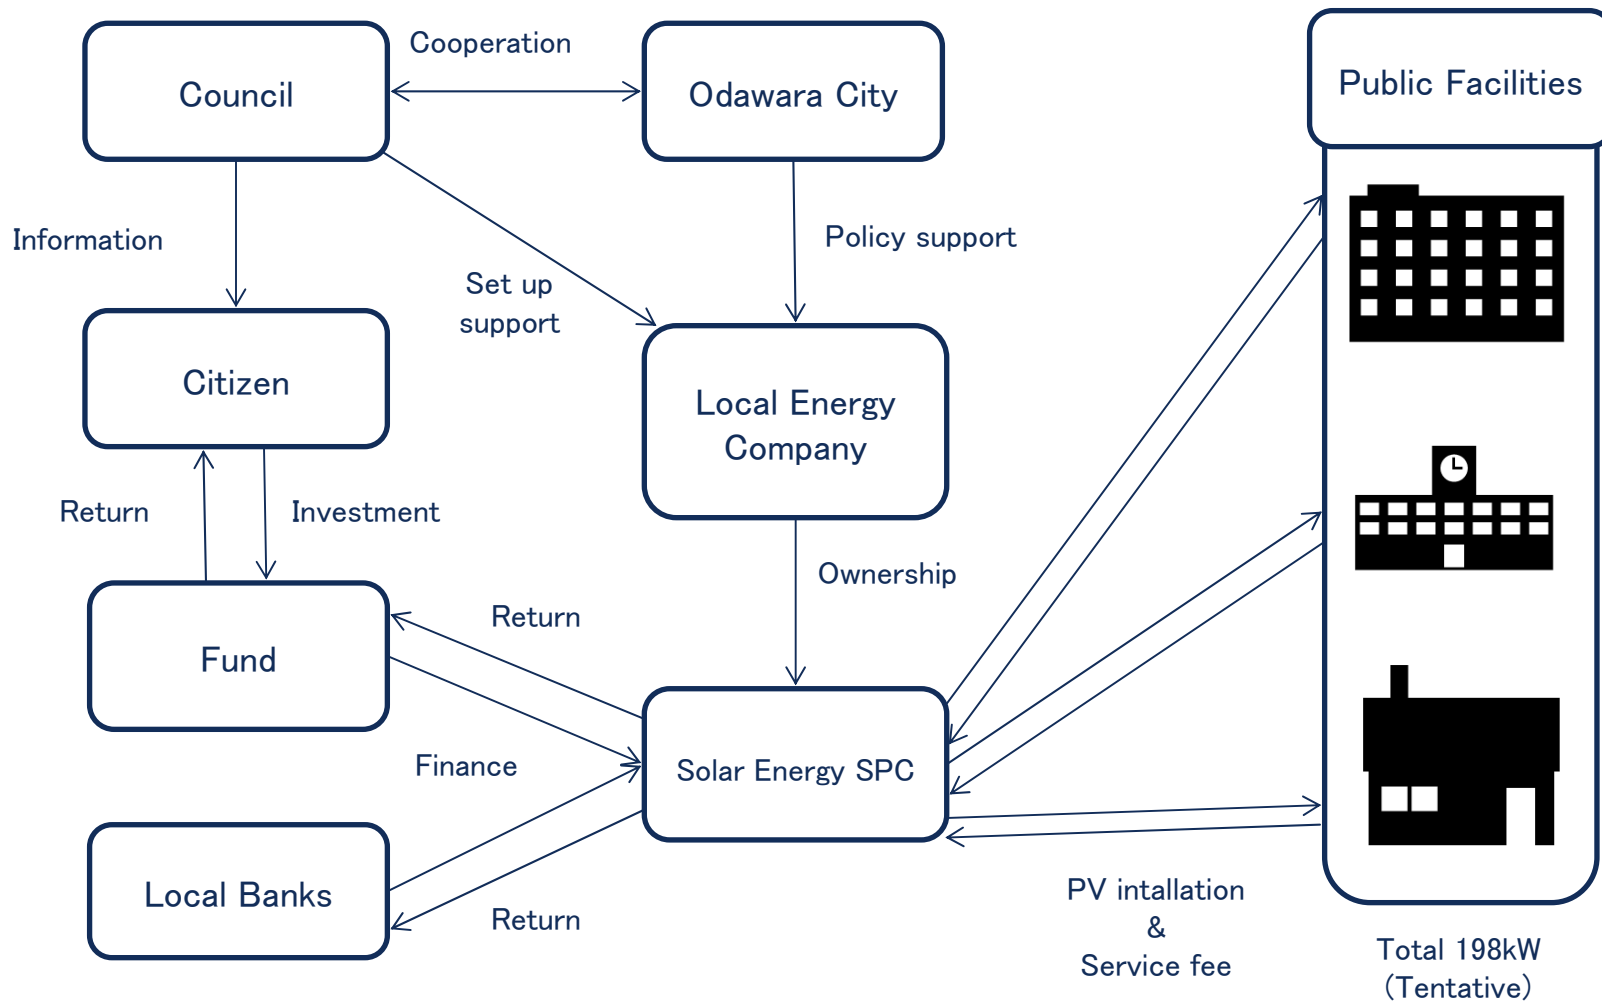 Cooperation
Council
Odawara City
Public Facilities
Information
Policy support
Set up
support
Citizen
Local Energy
Company
Return
Investment
Ownership
Return
Fund
Finance
Solar Energy SPC
Local Banks
Return
PV intallation
&
Service fee
Total 198kW
(Tentative)